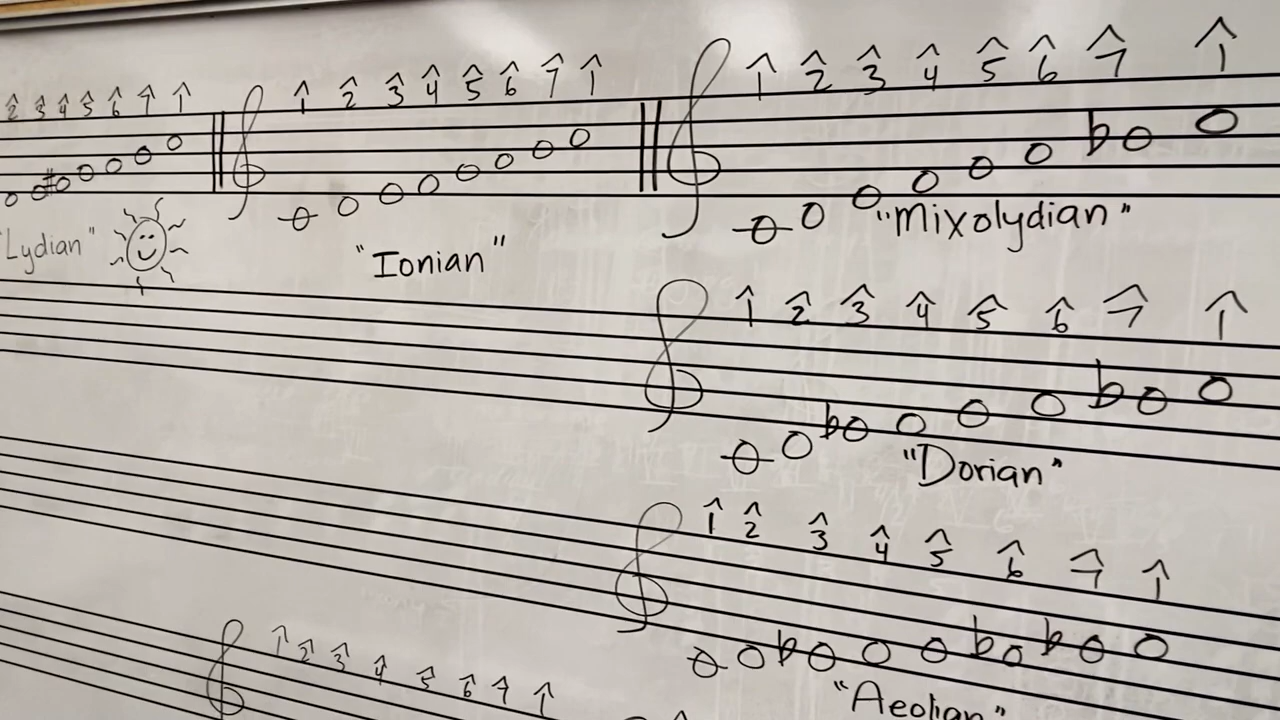 2̂ 3̂ 4̂ 5̂ 6̂ 7̂ 1̂
1̂ 2̂ 3̂ 4̂ 5̂ 6̂ 7̂ 1̂
1̂ 2̂ 3̂ 4̂ 5̂ 6̂ 7̂ 1̂
"Lydian"
"Ionian"
"Mixolydian"
1̂ 2̂ 3̂ 4̂ 5̂ 6̂ 7̂ 1̂
"Dorian"
1̂ 2̂ 3̂ 4̂ 5̂ 6̂ 7̂ 1̂
"Aeolian"
1̂ 2̂ 3̂ 4̂ 5̂ 6̂ 7̂ 1̂